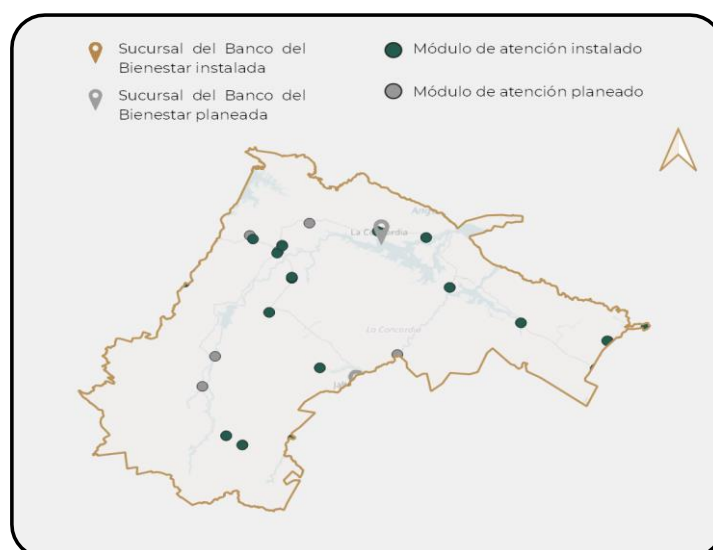 Sucursal del Banco del
Bienestar instalada
Sucursal del Banco del
Bienestar planeada
Módulo de atención instalado
Módulo de atención planeado
La Concordia
La Concordia